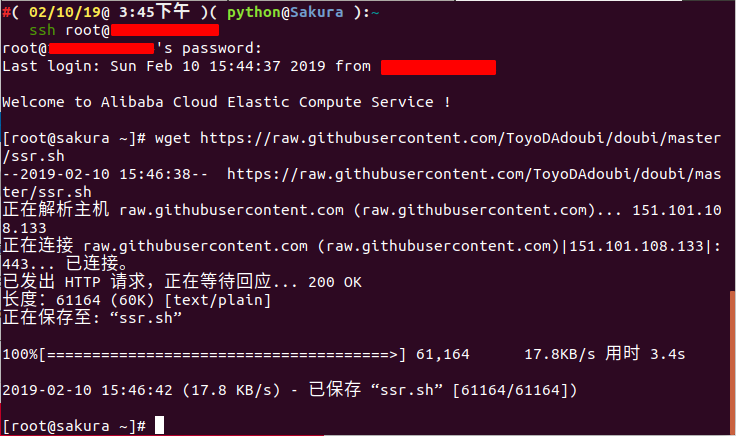 #( 02/10/19@ 3:45下午 )( python@Sakura ):~
ssh root@
root@ 's password:
Last login: Sun Feb 10 15:44:37 2019 from
Welcome to Alibaba Cloud Elastic Compute Service !
[root@sakura ~]# wget https://raw.githubusercontent.com/ToyoDAdoubi/doubi/master
/ssr.sh
--2019-02-10 15:46:38--  https://raw.githubusercontent.com/ToyoDAdoubi/doubi/mas
ter/ssr.sh
正在解析主机 raw.githubusercontent.com (raw.githubusercontent.com)... 151.101.10
8.133
正在连接 raw.githubusercontent.com (raw.githubusercontent.com)|151.101.108.133|:
443... 已连接。
已发出 HTTP 请求，正在等待回应... 200 OK
长度：61164 (60K) [text/plain]
正在保存至: “ssr.sh”
100%[======================================>] 61,164      17.8KB/s 用时 3.4s
2019-02-10 15:46:42 (17.8 KB/s) - 已保存 “ssr.sh” [61164/61164])
[root@sakura ~]#